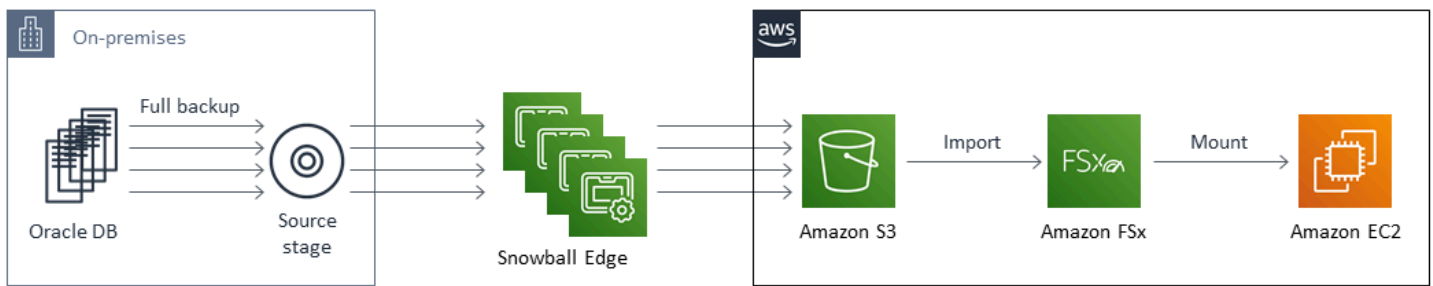 On-premises
aws
Full backup
Import
Mount
FSx
Oracle DB
Source
stage
Snowball Edge
Amazon S3
Amazon FSx
Amazon EC2